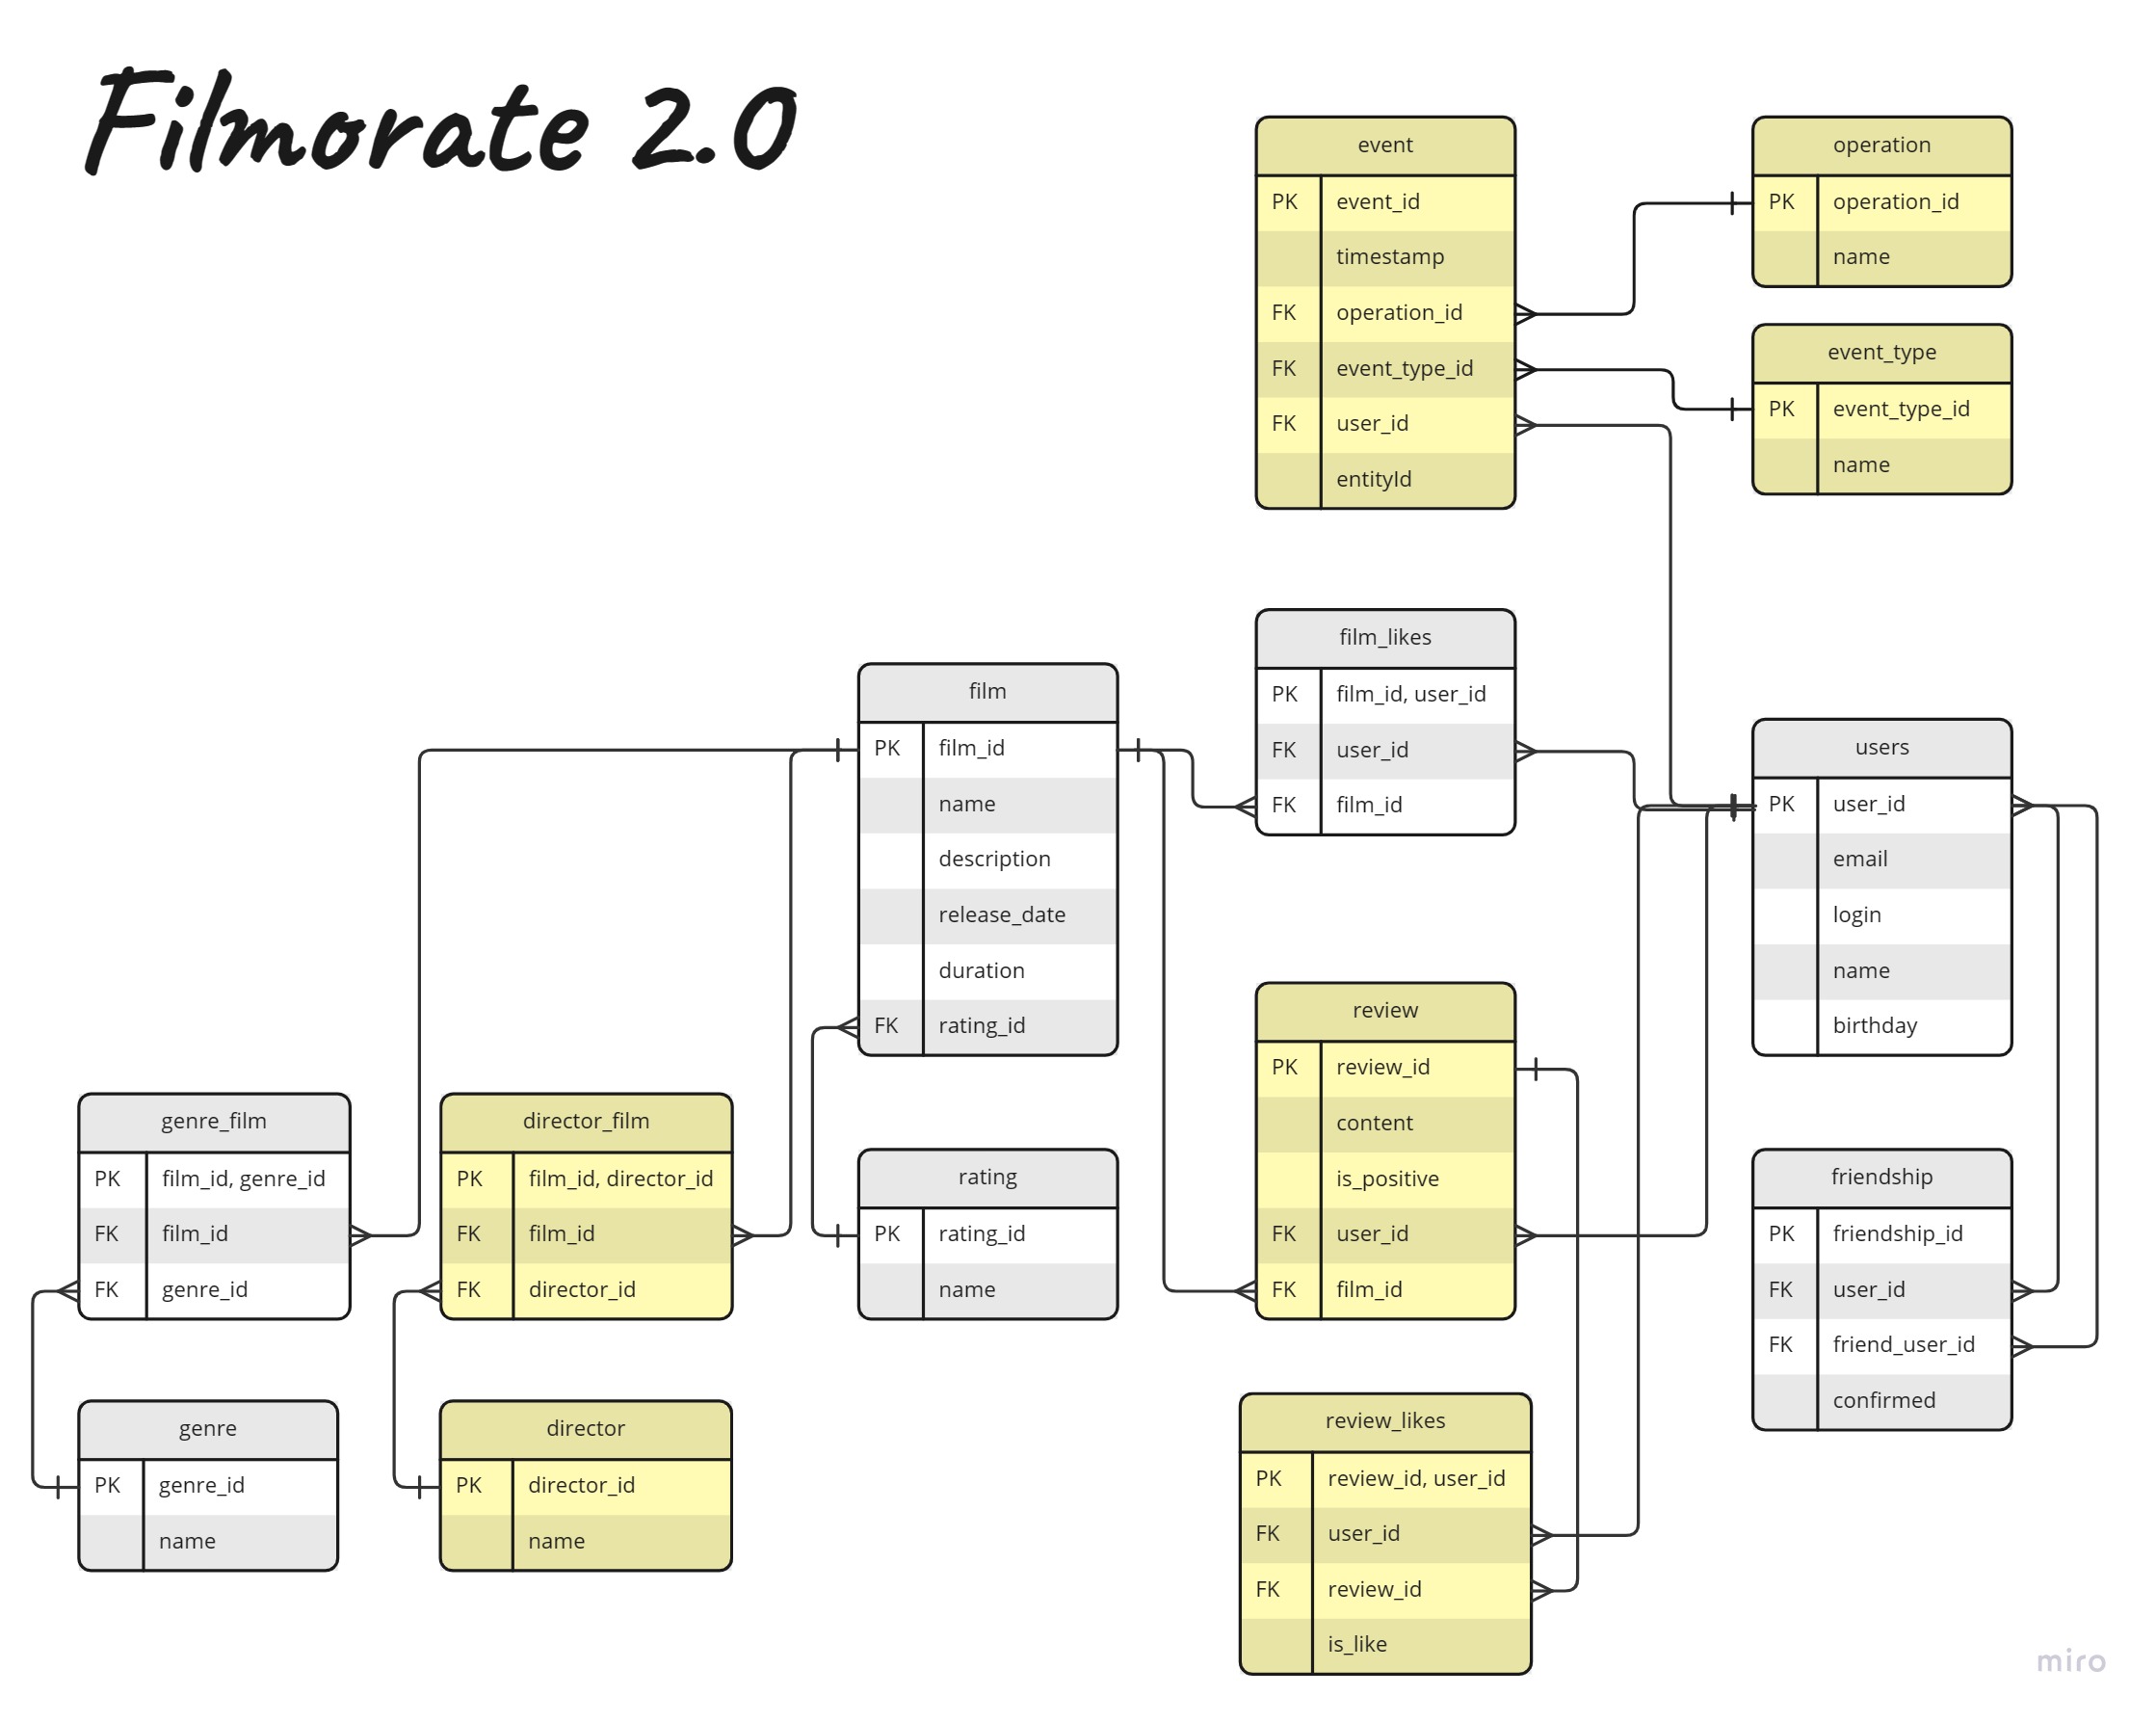 Filmorate 2.0
event
PK event_id
timestamp
FK operation_id
FK event_type_id
FK user_id
entityId
operation
PK operation_id
name
event_type
PK event_type_id
name
film_likes
PK film_id, user_id
FK user_id
FK film_id
film
PK film_id
name
description
release_date
duration
FK rating_id
users
PK user_id
email
login
name
birthday
review
PK review_id
content
is_positive
FK user_id
FK film_id
genre_film
PK film_id, genre_id
FK film_id
FK genre_id
director_film
PK film_id, director_id
FK film_id
FK director_id
rating
PK rating_id
name
friendship
PK friendship_id
FK user_id
FK friend_user_id
confirmed
genre
PK genre_id
name
director
PK director_id
name
review_likes
PK review_id, user_id
FK user_id
FK review_id
is_like
miro